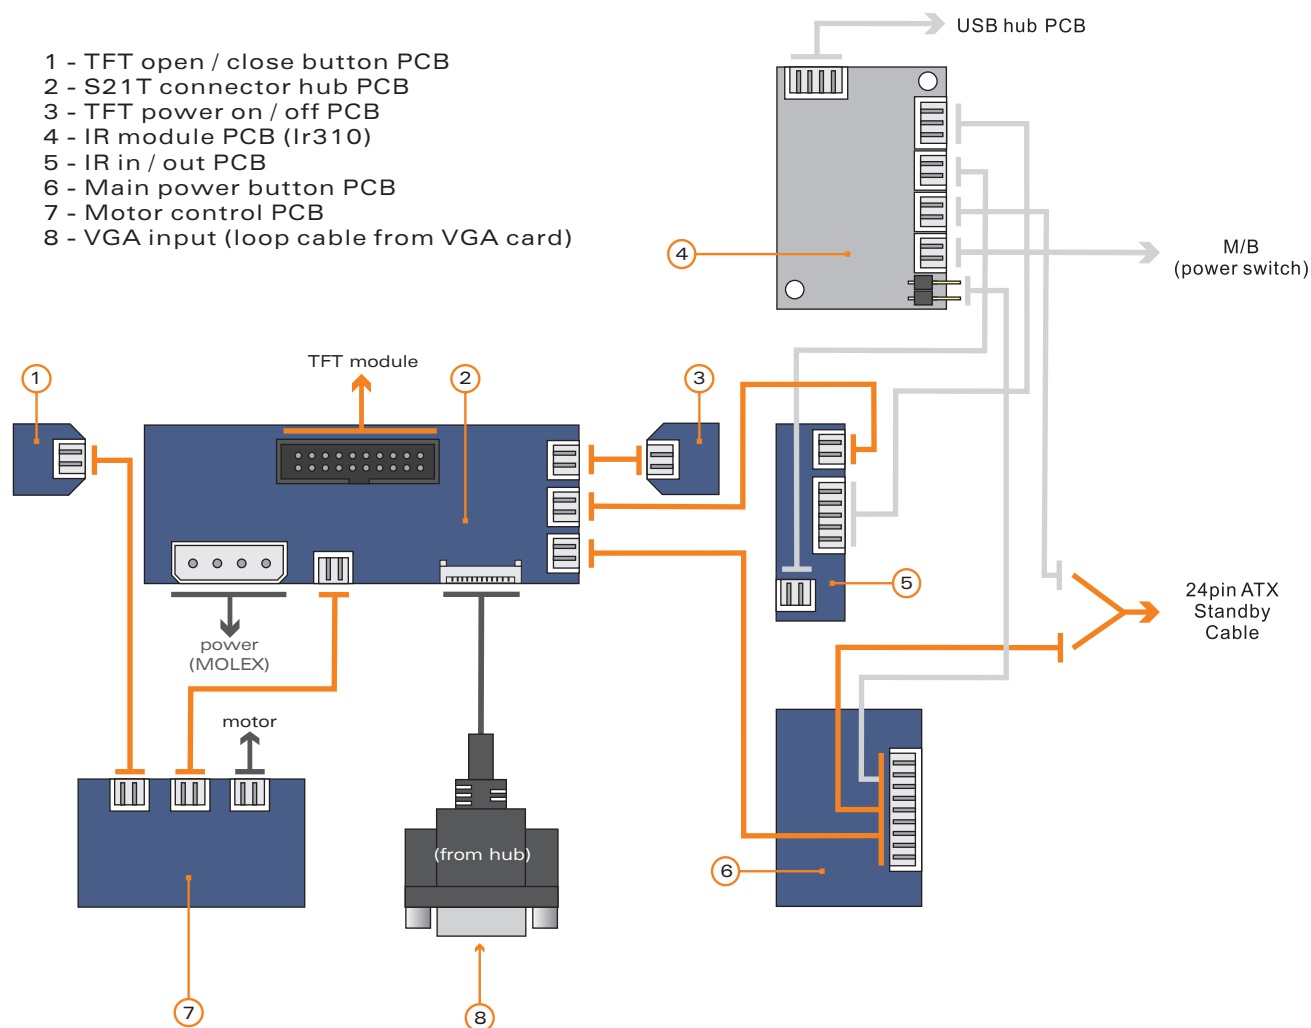 USB hub PCB
1 - TFT open / close button PCB
2 - S21T connector hub PCB
3 - TFT power on / off PCB
4 - IR module PCB (Ir310)
5 - IR in / out PCB
6 - Main power button PCB
7 - Motor control PCB
8 - VGA input (loop cable from VGA card)
4
M/B
(power switch)
TFT module
1
2
3
5
24pin ATX
Standby
Cable
power
(MOLEX)
motor
(from hub)
6
7
8